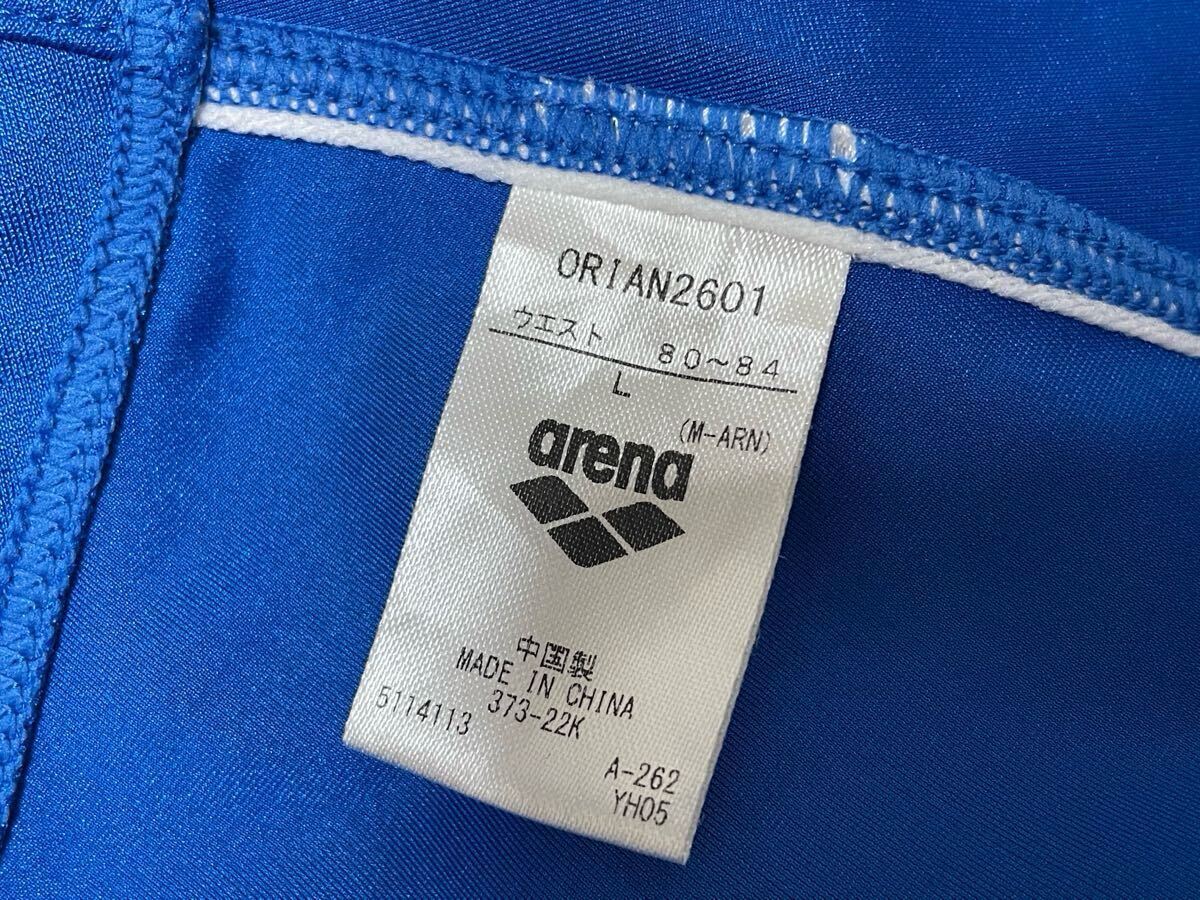 ORIAN2601
ウエスト 80～84
L
(M-ARN)
arena
中国製
MADE IN CHINA
373-22K
5114113
A-262
YH05